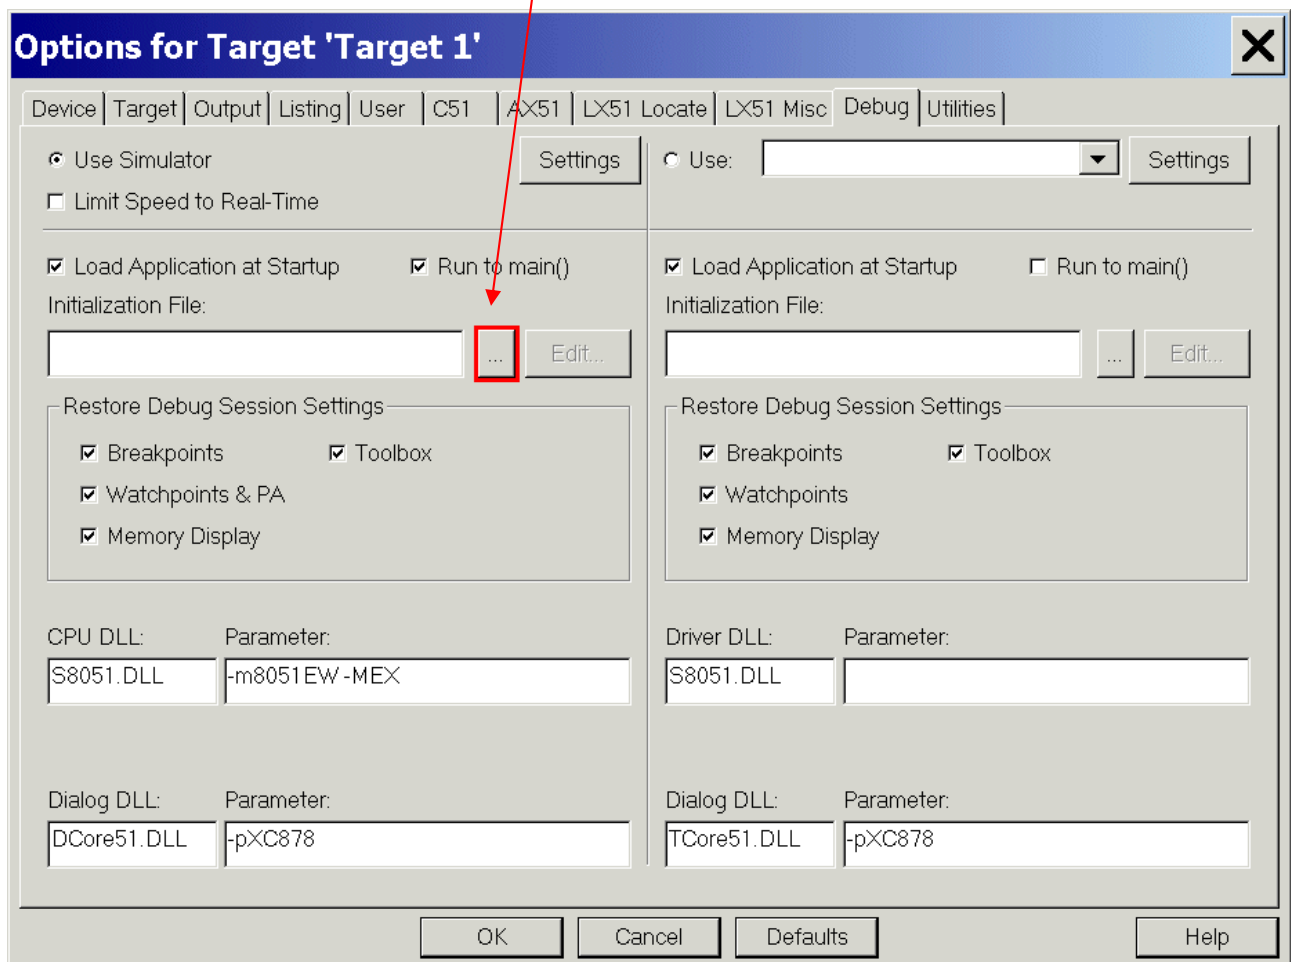 Options for Target 'Target 1'
Device Target Output Listing User C51 AX51 LX51 Locate LX51 Misc Debug Utilities
Use Simulator Settings Use: Settings
Limit Speed to Real-Time
Load Application at Startup Run to main() Load Application at Startup Run to main()
Initialization File: Initialization File:
... Edit... ... Edit...
Restore Debug Session Settings Restore Debug Session Settings
Breakpoints Toolbox Breakpoints Toolbox
Watchpoints & PA Watchpoints
Memory Display Memory Display
CPU DLL: Parameter: Driver DLL: Parameter:
S8051.DLL -m8051EW -MEX S8051.DLL
Dialog DLL: Parameter: Dialog DLL: Parameter:
DCore51.DLL -pXC878 TCore51.DLL -pXC878
OK Cancel Defaults Help